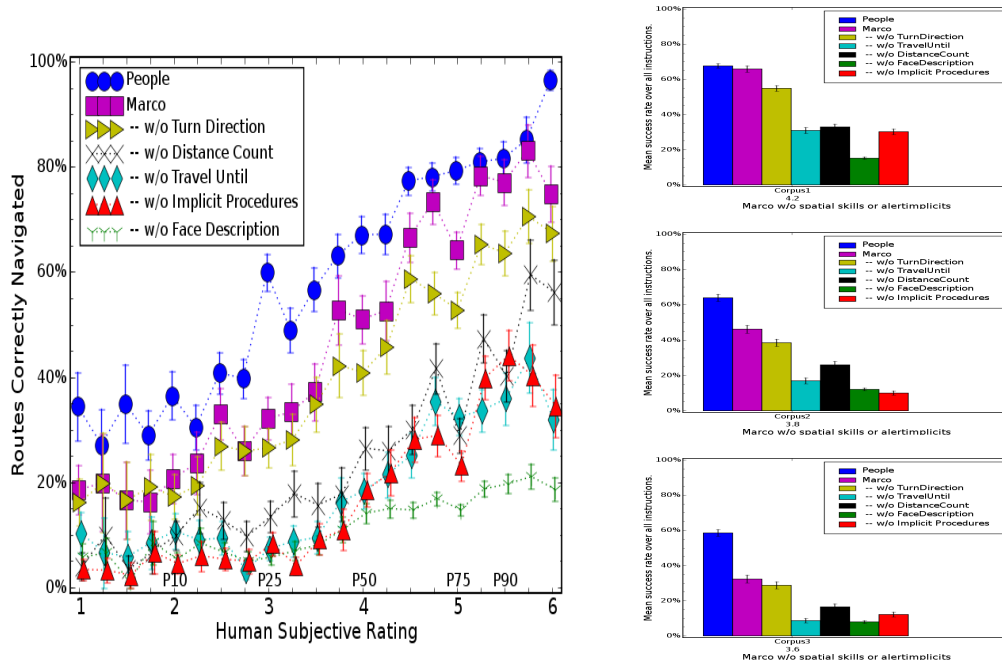 100%
80%
60%
40%
20%
0%
Routes Correctly Navigated
People
Marco
-- w/o Turn Direction
-- w/o Distance Count
-- w/o Travel Until
-- w/o Implicit Procedures
-- w/o Face Description
P10 P25 P50 P75 P90
1 2 3 4 5 6
Human Subjective Rating
100%
80%
60%
40%
20%
0%
Mean success rate over all instructions.
People
Marco
-- w/o TurnDirection
-- w/o TravelUntil
-- w/o DistanceCount
-- w/o FaceDescription
-- w/o Implicit Procedures
Corpus1
4.2
Marco w/o spatial skills or alertimplicits
100%
80%
60%
40%
20%
0%
Mean success rate over all instructions.
People
Marco
-- w/o TurnDirection
-- w/o TravelUntil
-- w/o DistanceCount
-- w/o FaceDescription
-- w/o Implicit Procedures
Corpus2
3.8
Marco w/o spatial skills or alertimplicits
100%
80%
60%
40%
20%
0%
Mean success rate over all instructions.
People
Marco
-- w/o TurnDirection
-- w/o TravelUntil
-- w/o DistanceCount
-- w/o FaceDescription
-- w/o Implicit Procedures
Corpus3
3.6
Marco w/o spatial skills or alertimplicits